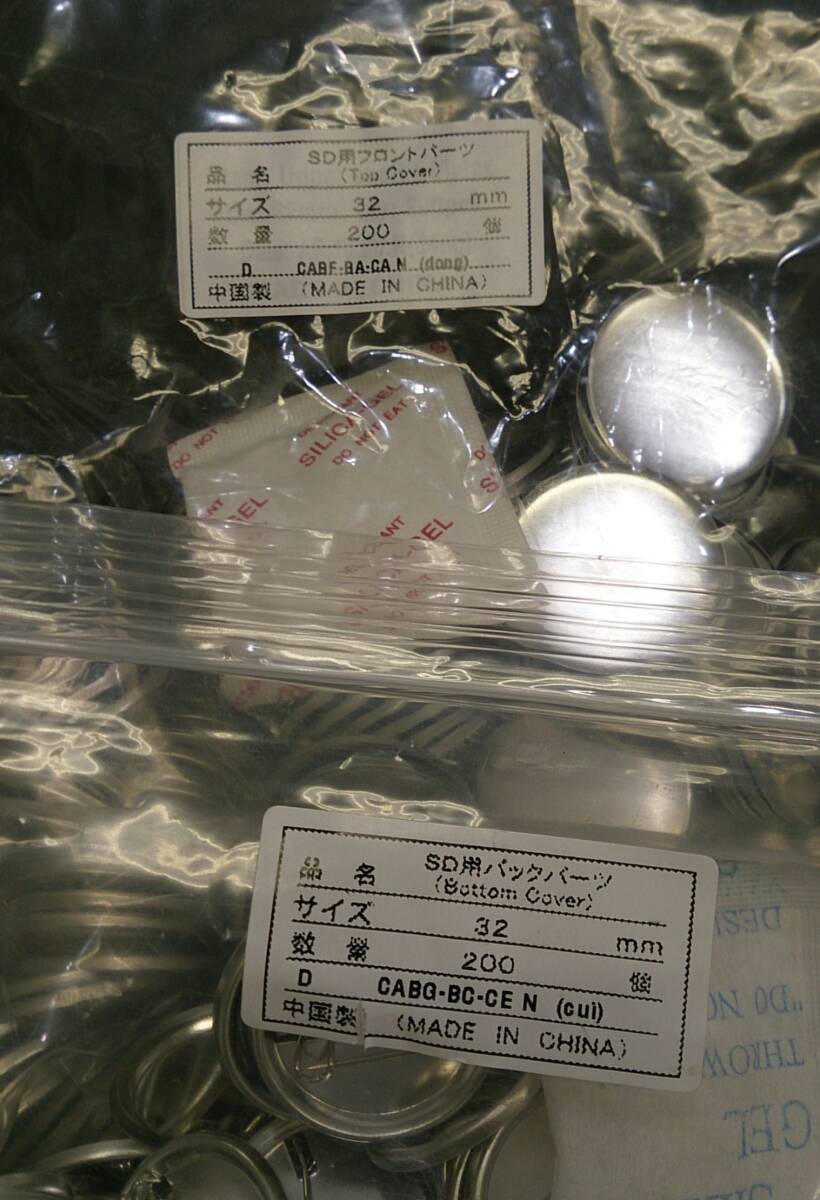 SD用フロントパーツ
品 名 (Top Cover)
サイズ 32 mm
数 量 200 個
D CABF-BA-CA N (dong)
中国製 (MADE IN CHINA)
SILICA GEL
DO NOT EAT
DO NOT
GEL
SD用バックパーツ
品 名 (Bottom Cover)
サイズ 32 mm
数 量 200 個
D CABG-BC-CE N (cui)
中国製 (MADE IN CHINA)
"DO NO
THROW
GEL